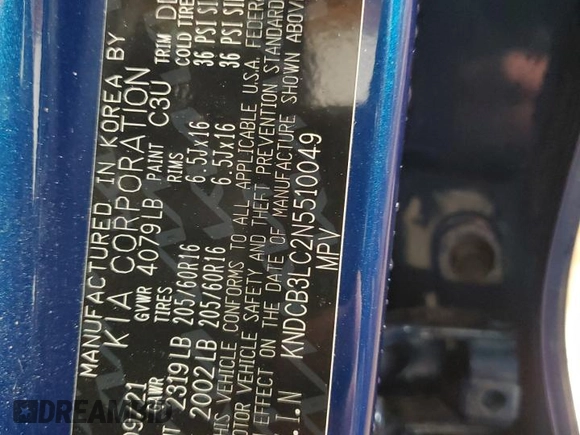 MANUFACTURED IN KOREA BY
KIA CORPORATION
GVWR 4079LB PAINT C3U TRIM
TIRES RIMS COLD TIRE
2319LB 205/60R16 6.5Jx16 36 PSI
2002LB 205/60R16 6.5Jx16 36 PSI
THIS VEHICLE CONFORMS TO ALL APPLICABLE U.S.A. FEDERAL
MOTOR VEHICLE SAFETY AND THEFT PREVENTION STANDARD
EFFECT ON THE DATE OF MANUFACTURE SHOWN ABOVE
.I.N KNDCB3LC2N5510049
MPV
DREAMBID